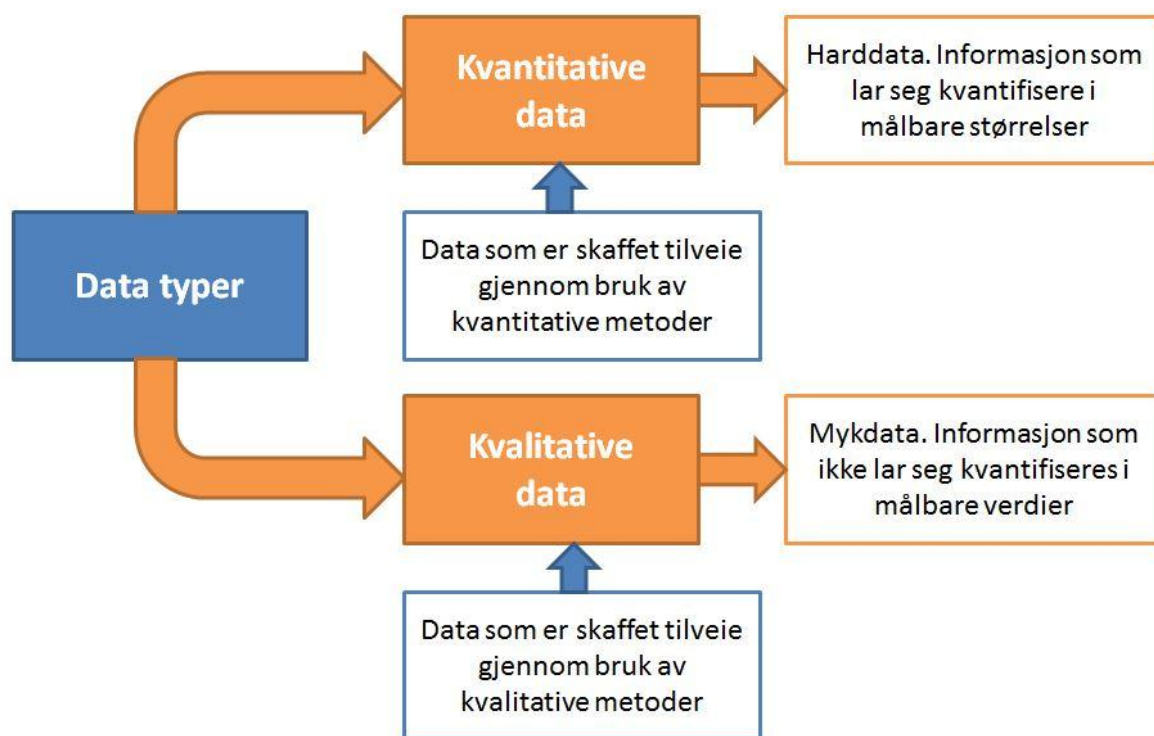 Data typer
Kvantitative
data
Harddata. Informasjon som
lar seg kvantifisere i
målbare størrelser
Data som er skaffet tilveie
gjennom bruk av
kvantitative metoder
Kvalitative
data
Mykdata. Informasjon som
ikke lar seg kvantifiseres i
målbare verdier
Data som er skaffet tilveie
gjennom bruk av
kvalitative metoder